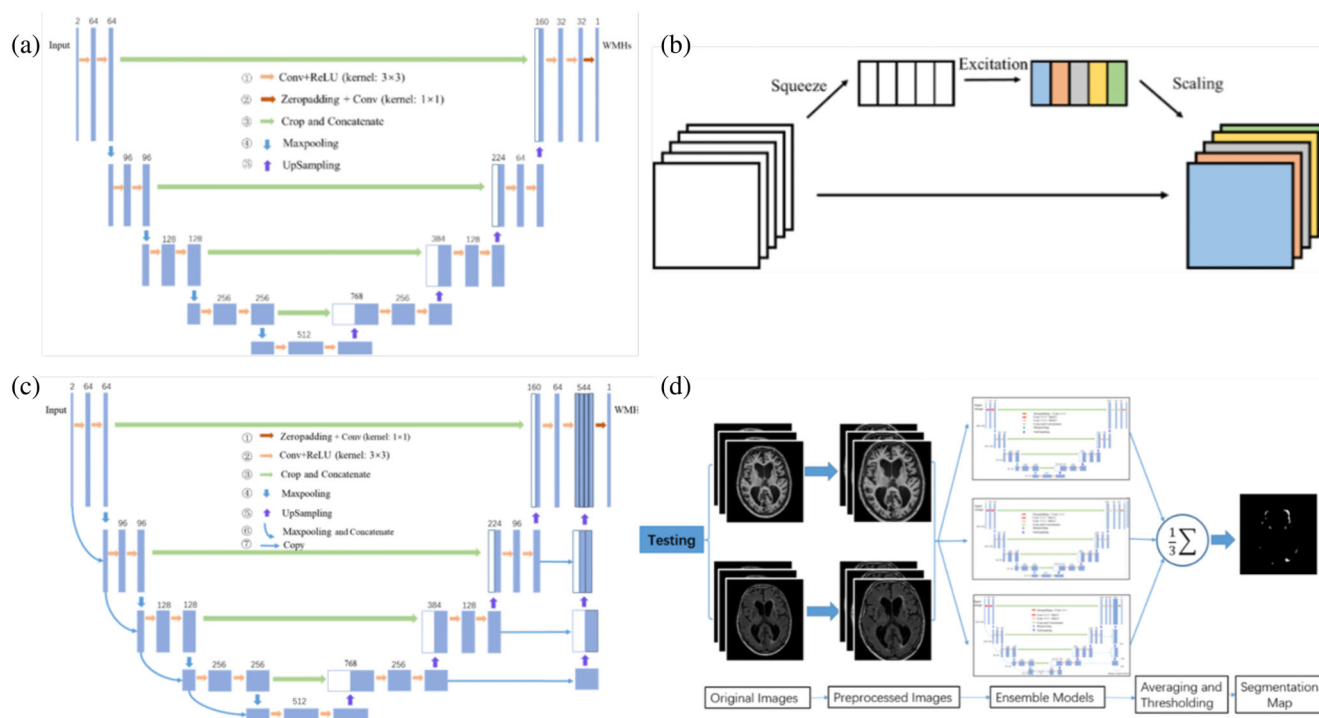 (a)
2 64 64
160 32 32 1
Input
WMHs
① Conv+ReLU (kernel: 3×3)
② Zeropadding + Conv (kernel: 1×1)
③ Crop and Concatenate
④ Maxpooling
⑤ UpSampling
96 96
224 64
128 128
384 128
256 256
768 256
512
(b)
Squeeze
Excitation
Scaling
(c)
2 64 64
160 64 544 1
Input
WMH
① Zeropadding + Conv (kernel: 1×1)
② Conv+ReLU (kernel: 3×3)
③ Crop and Concatenate
④ Maxpooling
⑤ UpSampling
⑥ Maxpooling and Concatenate
⑦ Copy
96 96
224 96
128 128
384 128
256 256
768 256
512
(d)
Testing
1/3 ∑
Original Images
Preprocessed Images
Ensemble Models
Averaging and
Thresholding
Segmentation
Map